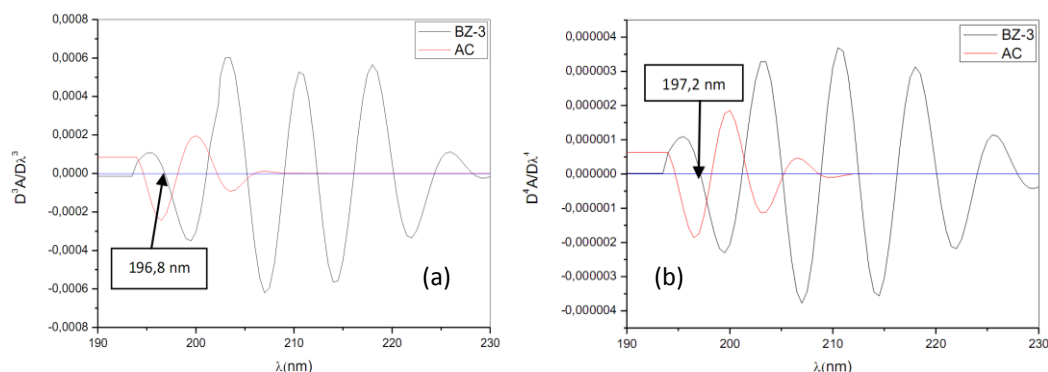 0,0008
0,0006
0,0004
0,0002
0,0000
-0,0002
-0,0004
-0,0006
-0,0008
D³A/Dλ³
BZ-3
AC
196,8 nm
(a)
190 200 210 220 230
λ(nm)
0,000004
0,000003
0,000002
0,000001
0,000000
-0,000001
-0,000002
-0,000003
-0,000004
D⁴A/Dλ⁴
BZ-3
AC
197,2 nm
(b)
190 200 210 220 230
λ(nm)